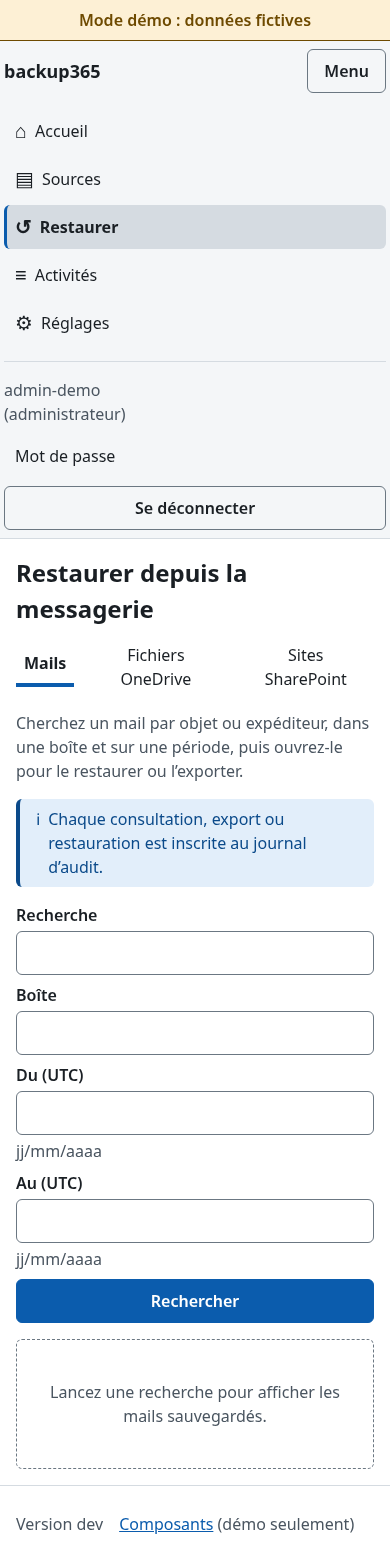 Mode démo : données fictives
backup365
Menu
⌂ Accueil
▤ Sources
↺ Restaurer
≡ Activités
⚙ Réglages
admin-demo
(administrateur)
Mot de passe
Se déconnecter
Restaurer depuis la
messagerie
Mails
Fichiers
OneDrive
Sites
SharePoint
Cherchez un mail par objet ou expéditeur, dans
une boîte et sur une période, puis ouvrez-le
pour le restaurer ou l’exporter.
i Chaque consultation, export ou
restauration est inscrite au journal
d’audit.
Recherche
Boîte
Du (UTC)
jj/mm/aaaa
Au (UTC)
jj/mm/aaaa
Rechercher
Lancez une recherche pour afficher les
mails sauvegardés.
Version dev Composants (démo seulement)